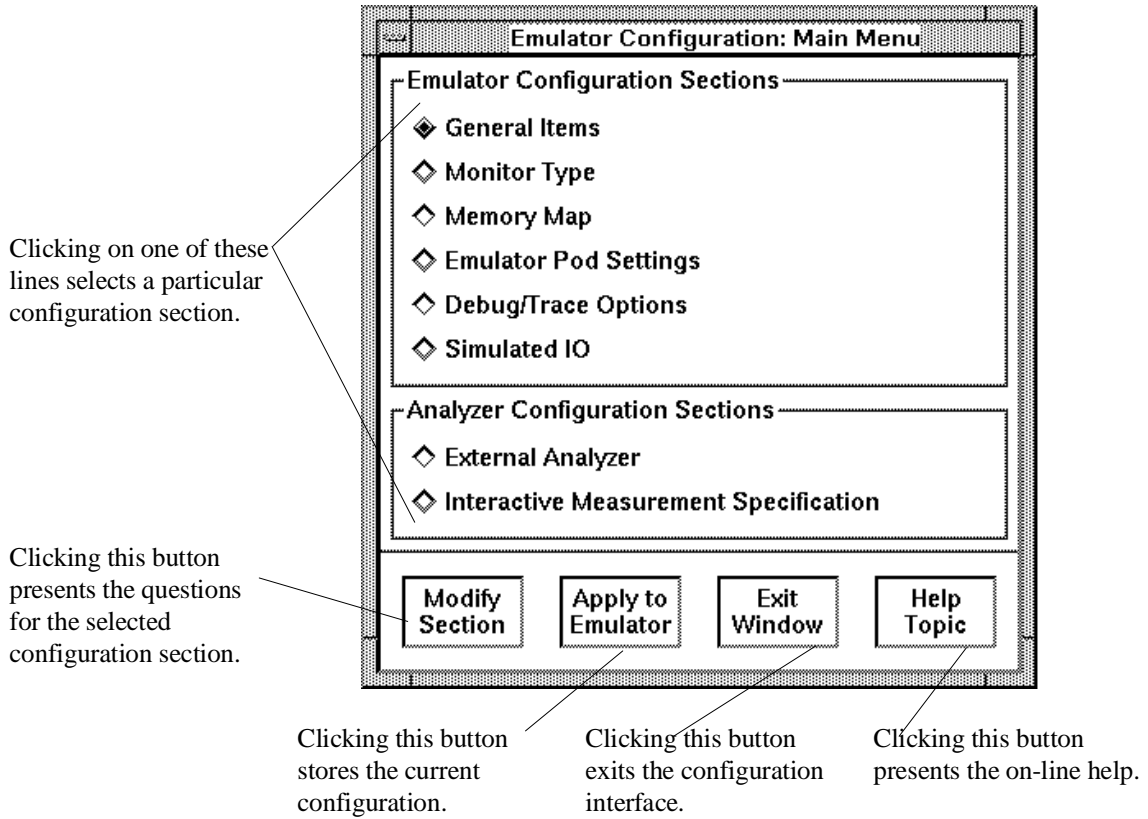 Emulator Configuration: Main Menu
Emulator Configuration Sections
General Items
Monitor Type
Memory Map
Emulator Pod Settings
Debug/Trace Options
Simulated IO
Clicking on one of these
lines selects a particular
configuration section.
Analyzer Configuration Sections
External Analyzer
Interactive Measurement Specification
Clicking this button
presents the questions
for the selected
configuration section.
Modify
Section
Apply to
Emulator
Exit
Window
Help
Topic
Clicking this button
stores the current
configuration.
Clicking this button
exits the configuration
interface.
Clicking this button
presents the on-line help.